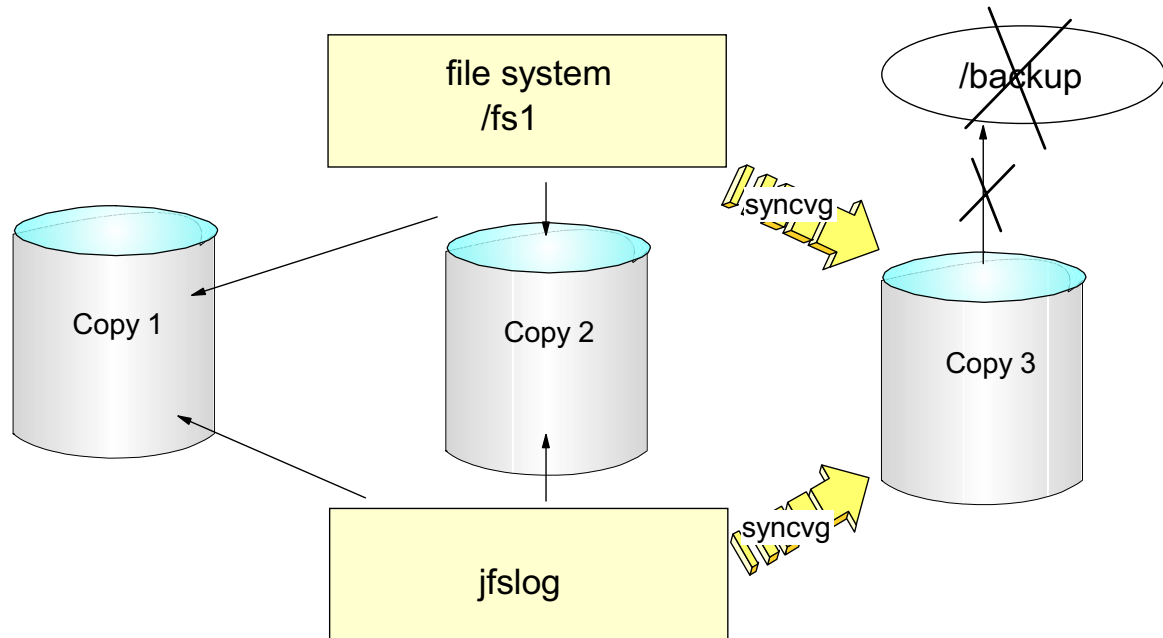 file system
/fs1
/backup
syncvg
Copy 1
Copy 2
Copy 3
syncvg
jfslog